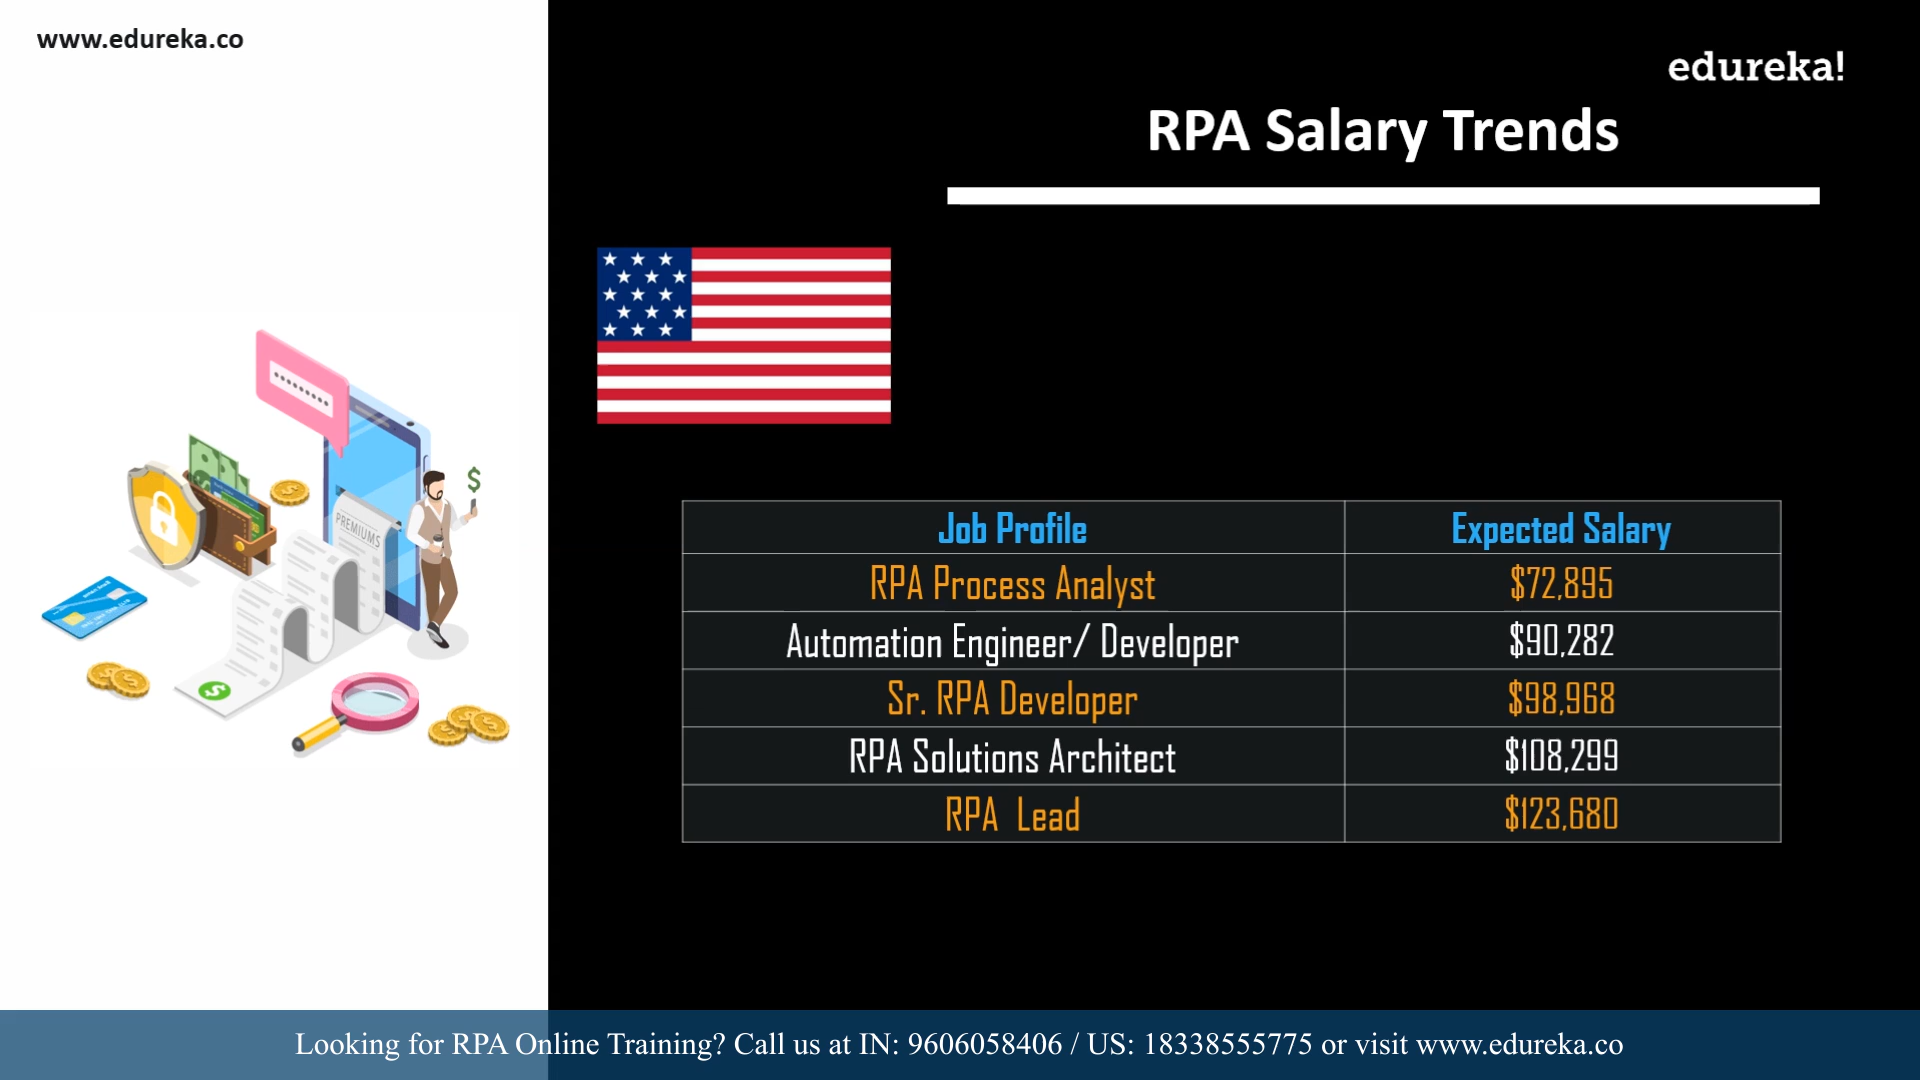 www.edureka.co
edureka!
RPA Salary Trends
PREMIUMS
Job Profile Expected Salary
RPA Process Analyst $72,895
Automation Engineer/ Developer $90,282
Sr. RPA Developer $98,968
RPA Solutions Architect $108,299
RPA Lead $123,680
Looking for RPA Online Training? Call us at IN: 9606058406 / US: 18338555775 or visit www.edureka.co